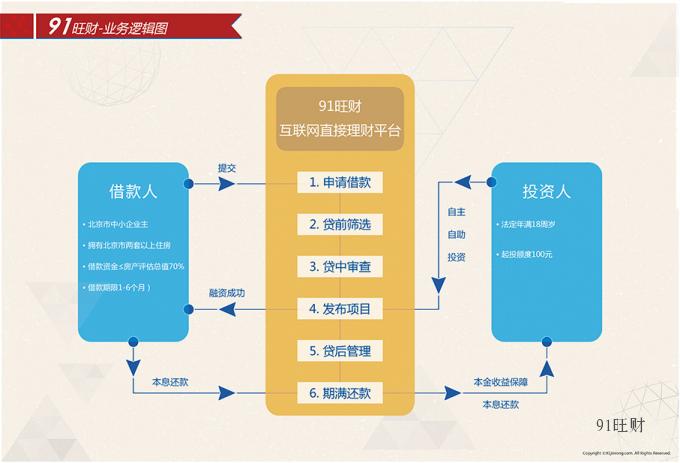 91旺财-业务逻辑图
91旺财
互联网直接理财平台
借款人
• 北京市中小企业主
• 拥有北京市两套以上住房
• 借款资金≤房产评估总值70%
• 借款期限1-6个月）
提交
融资成功
本息还款
1. 申请借款
2. 贷前筛选
3. 贷中审查
4. 发布项目
5. 贷后管理
6. 期满还款
自主
自助
投资
投资人
• 法定年满18周岁
• 起投额度100元
本金收益保障
本息还款
91旺财